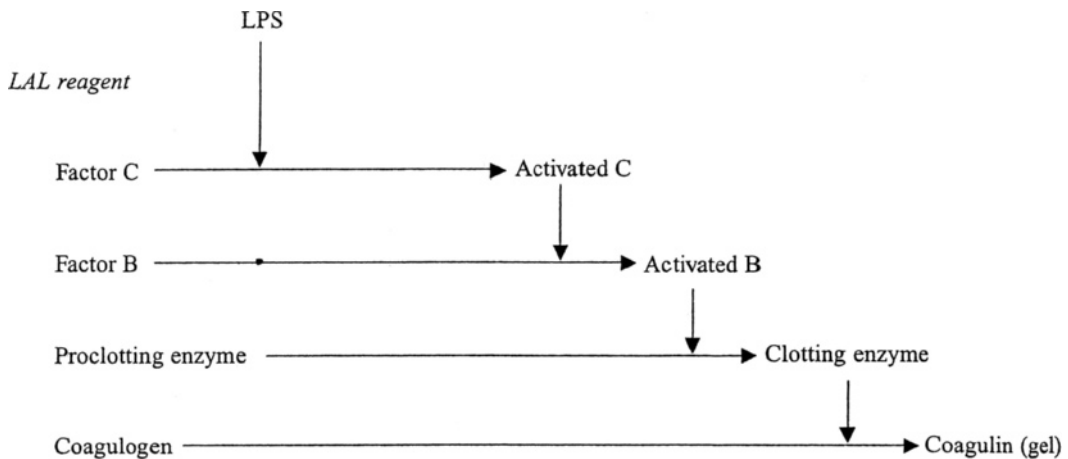 LPS
LAL reagent
Factor C Activated C
Factor B Activated B
Proclotting enzyme Clotting enzyme
Coagulogen Coagulin (gel)